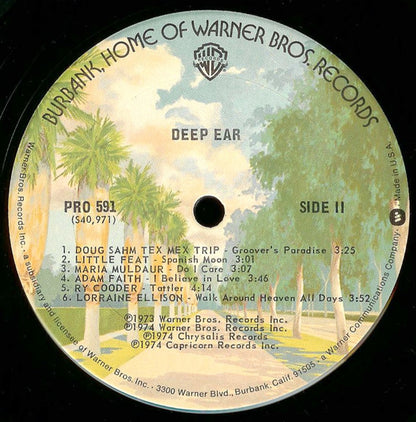 BURBANK, HOME OF WARNER BROS. RECORDS
WB
DEEP EAR
PRO 591
(S40,971)
SIDE II
1. DOUG SAHM TEX MEX TRIP - Groover's Paradise 3:25
2. LITTLE FEAT - Spanish Moon 3:01
3. MARIA MULDAUR - Do I Care 3:07
4. ADAM FAITH - I Believe in Love 3:46
5. RY COODER - Tattler 4:14
6. LORRAINE ELLISON - Walk Around Heaven All Days 3:52
℗1973 Warner Bros. Records Inc.
℗1974 Warner Bros. Records Inc.
℗1974 Chrysalis Records
℗1974 Capricorn Records Inc.
Warner Bros. Records Inc. - a subsidiary and licensee of Warner Bros. Inc. - 3300 Warner Blvd., Burbank, Calif. 91505 - a Warner Communications Company - Made in U.S.A.